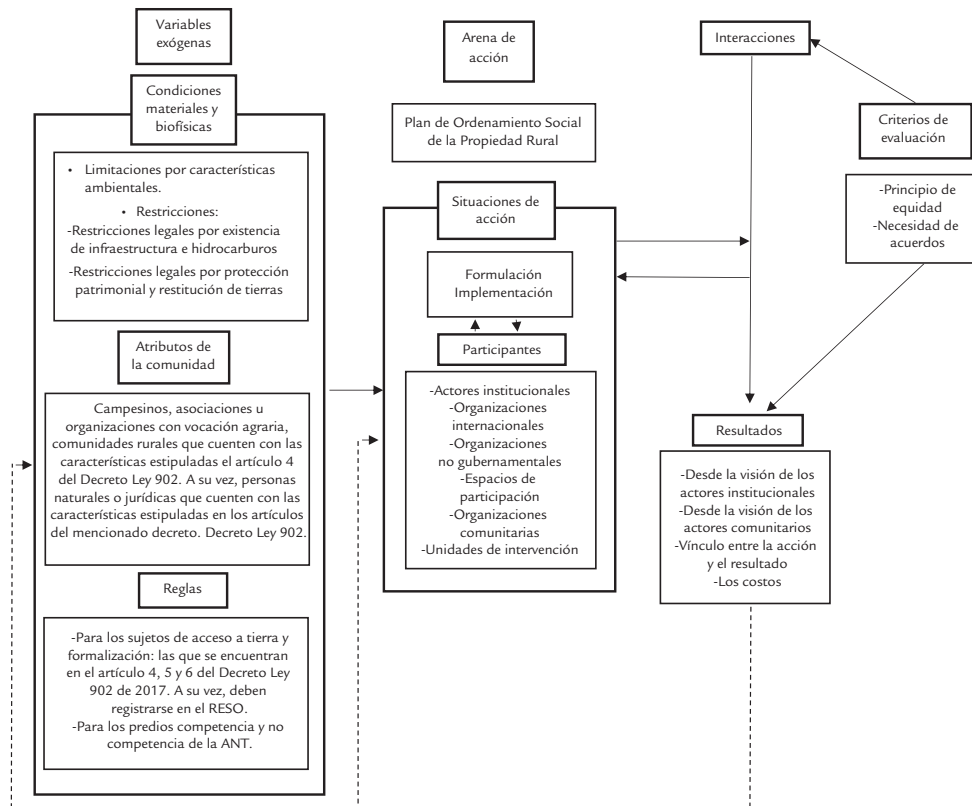 Variables
exógenas
Condiciones
materiales y
biofísicas
• Limitaciones por características
ambientales.
• Restricciones:
-Restricciones legales por existencia
de infraestructura e hidrocarburos
-Restricciones legales por protección
patrimonial y restitución de tierras
Atributos de
la comunidad
Campesinos, asociaciones u
organizaciones con vocación agraria,
comunidades rurales que cuenten con las
características estipuladas el artículo 4
del Decreto Ley 902. A su vez, personas
naturales o jurídicas que cuenten con las
características estipuladas en los artículos
del mencionado decreto. Decreto Ley 902.
Reglas
-Para los sujetos de acceso a tierra y
formalización: las que se encuentran
en el artículo 4, 5 y 6 del Decreto Ley
902 de 2017. A su vez, deben
registrarse en el RESO.
-Para los predios competencia y no
competencia de la ANT.
Arena de
acción
Plan de Ordenamiento Social
de la Propiedad Rural
Situaciones de
acción
Formulación
Implementación
Participantes
-Actores institucionales
-Organizaciones
internacionales
-Organizaciones
no gubernamentales
-Espacios de
participación
-Organizaciones
comunitarias
-Unidades de intervención
Interacciones
Criterios de
evaluación
-Principio de
equidad
-Necesidad de
acuerdos
Resultados
-Desde la visión de los
actores institucionales
-Desde la visión de los
actores comunitarios
-Vínculo entre la acción
y el resultado
-Los costos